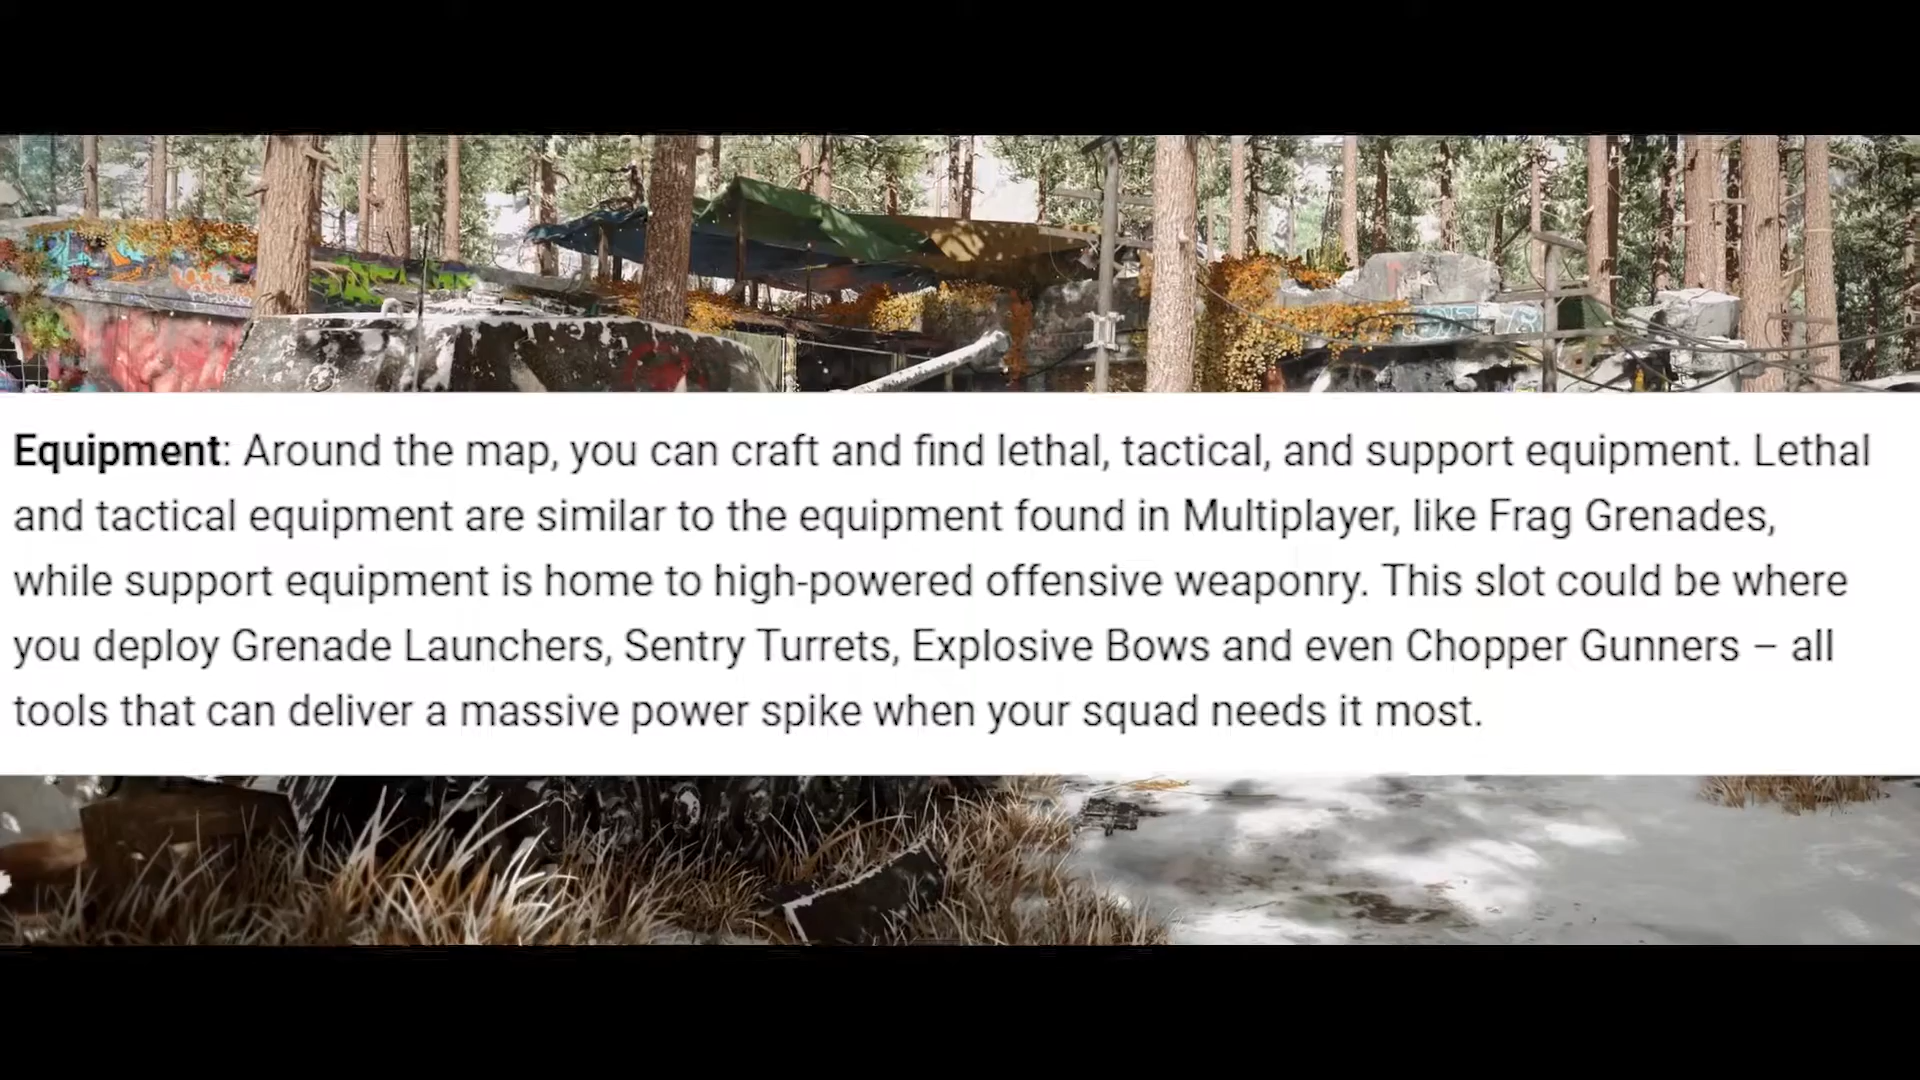 Equipment: Around the map, you can craft and find lethal, tactical, and support equipment. Lethal
and tactical equipment are similar to the equipment found in Multiplayer, like Frag Grenades,
while support equipment is home to high-powered offensive weaponry. This slot could be where
you deploy Grenade Launchers, Sentry Turrets, Explosive Bows and even Chopper Gunners – all
tools that can deliver a massive power spike when your squad needs it most.